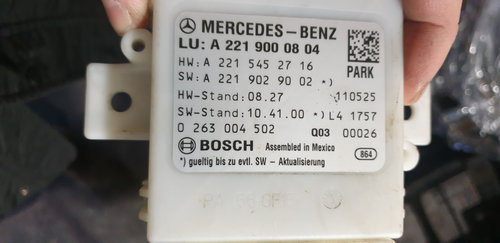 MERCEDES-BENZ
LU: A 221 900 08 04
HW: A 221 545 27 16
SW: A 221 902 90 02 *)
PARK
HW-Stand: 08.27 110525
SW-Stand: 10.41.00 *) L4 1757
0 263 004 502 Q03 00026
BOSCH Assembled in Mexico
*) gueltig bis zu evtl. SW - Aktualisierung 864